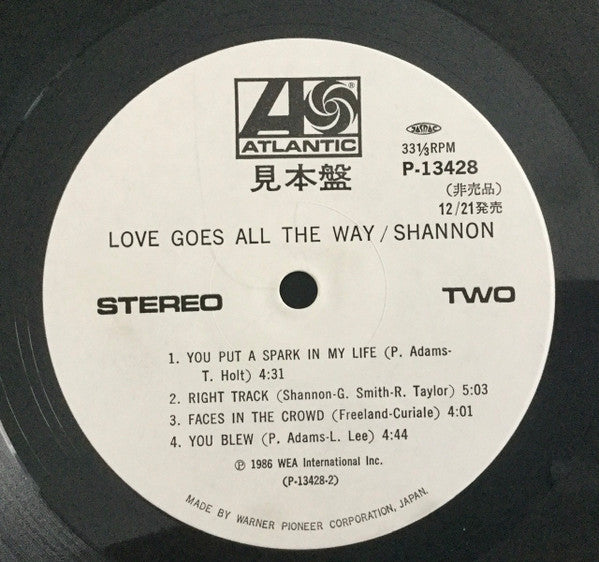 ATLANTIC ®
見本盤
JASRAC
33⅓RPM
P-13428
(非売品)
12/21発売
LOVE GOES ALL THE WAY / SHANNON
STEREO
TWO
1. YOU PUT A SPARK IN MY LIFE (P. Adams-
T. Holt) 4:31
2. RIGHT TRACK (Shannon-G. Smith-R. Taylor) 5:03
3. FACES IN THE CROWD (Freeland-Curiale) 4:01
4. YOU BLEW (P. Adams-L. Lee) 4:44
℗ 1986 WEA International Inc.
(P-13428-2)
MADE BY WARNER PIONEER CORPORATION, JAPAN.